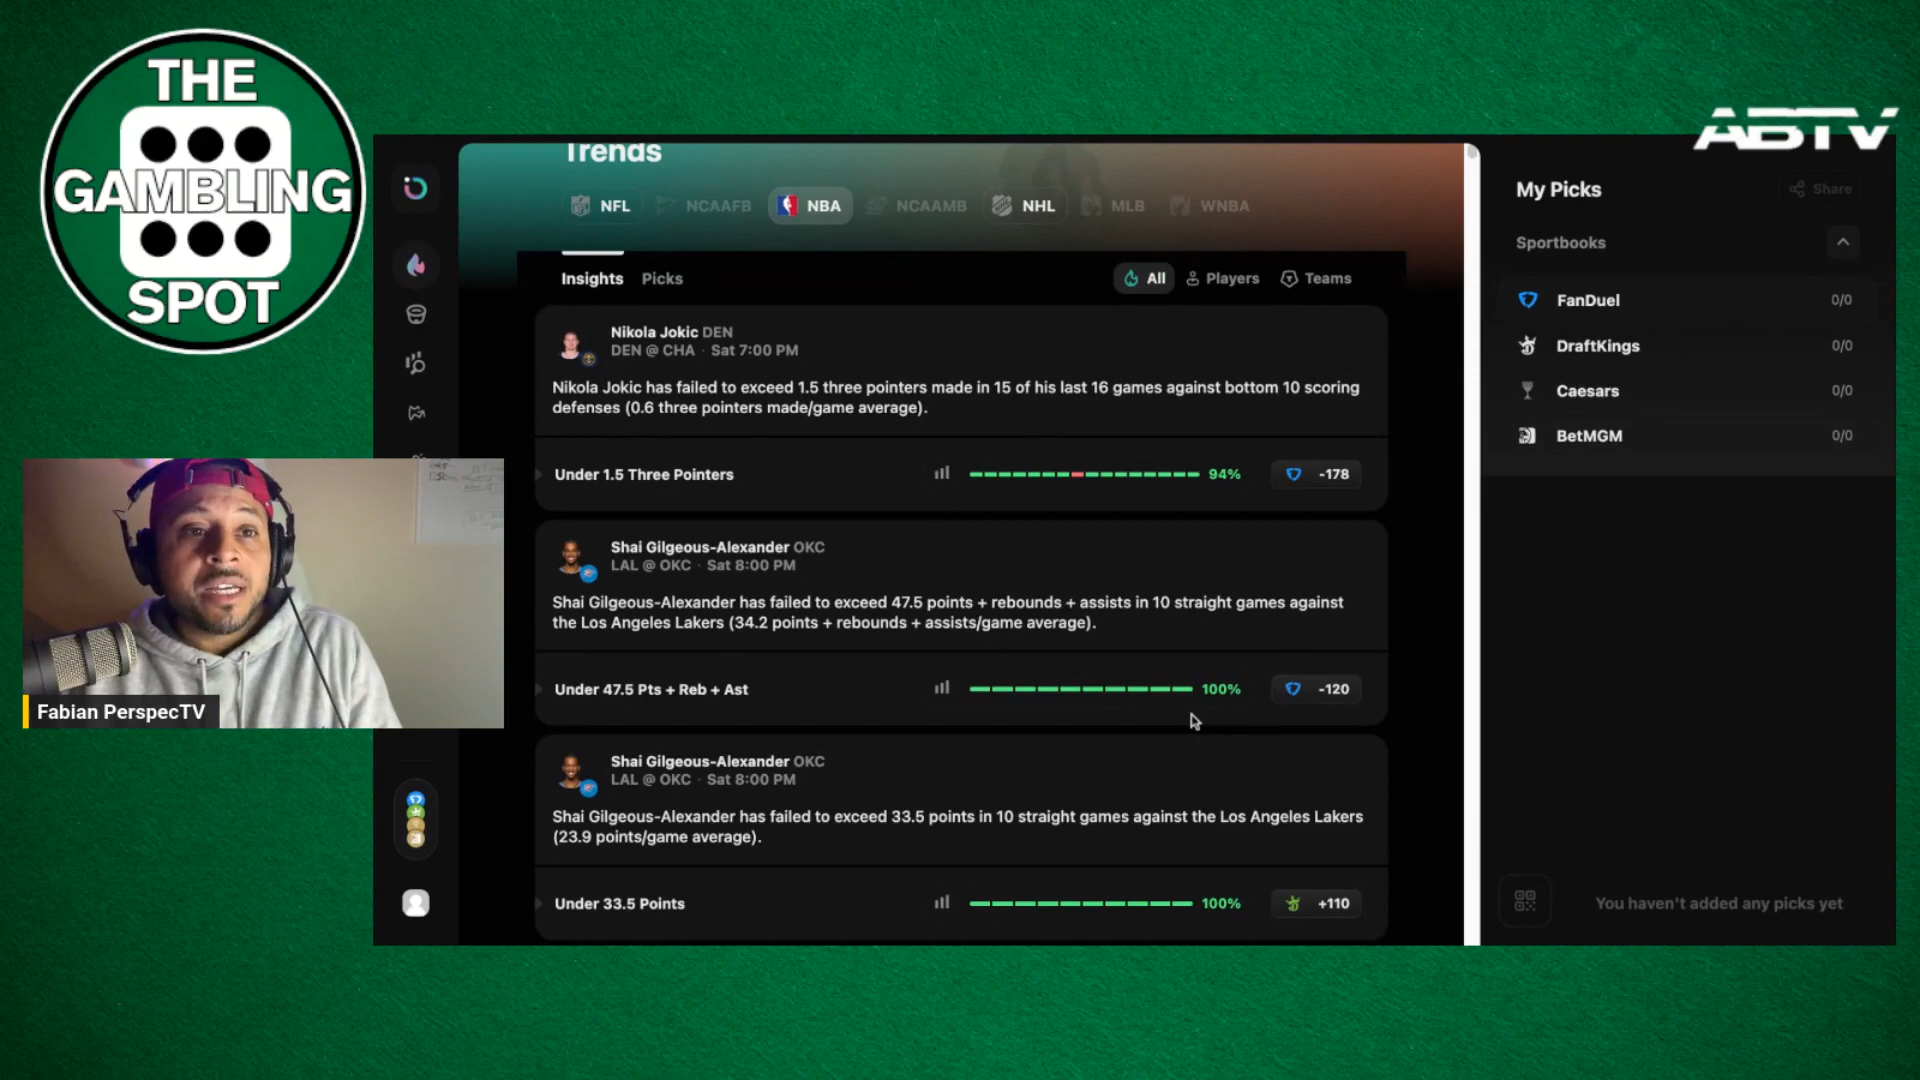 THE
GAMBLING
SPOT
ABTV
Trends
NFL
NCAAFB
NBA
NCAAMB
NHL
MLB
WNBA
Insights
Picks
All
Players
Teams
Nikola Jokic DEN
DEN @ CHA · Sat 7:00 PM
Nikola Jokic has failed to exceed 1.5 three pointers made in 15 of his last 16 games against bottom 10 scoring
defenses (0.6 three pointers made/game average).
Under 1.5 Three Pointers
94%
-178
Shai Gilgeous-Alexander OKC
LAL @ OKC · Sat 8:00 PM
Shai Gilgeous-Alexander has failed to exceed 47.5 points + rebounds + assists in 10 straight games against
the Los Angeles Lakers (34.2 points + rebounds + assists/game average).
Under 47.5 Pts + Reb + Ast
100%
-120
Shai Gilgeous-Alexander OKC
LAL @ OKC · Sat 8:00 PM
Shai Gilgeous-Alexander has failed to exceed 33.5 points in 10 straight games against the Los Angeles Lakers
(23.9 points/game average).
Under 33.5 Points
100%
+110
My Picks
Share
Sportbooks
FanDuel
0/0
DraftKings
0/0
Caesars
0/0
BetMGM
0/0
You haven't added any picks yet
Fabian PerspecTV